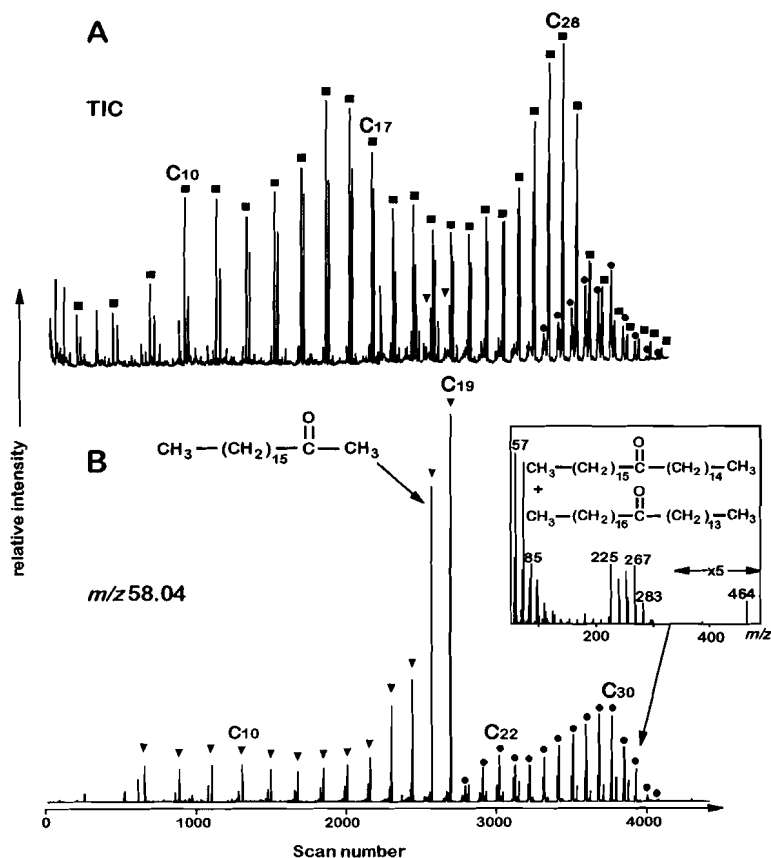 A
TIC
C10
C17
C28
relative intensity
B
C19
O
CH3—(CH2)15—C—CH3
m/z 58.04
C10
C22
C30
57
O
CH3—(CH2)15—C—(CH2)14—CH3
+
O
CH3—(CH2)16—C—(CH2)13—CH3
85
225
267
283
x5
464
200
400
m/z
0
1000
2000
3000
4000
Scan number